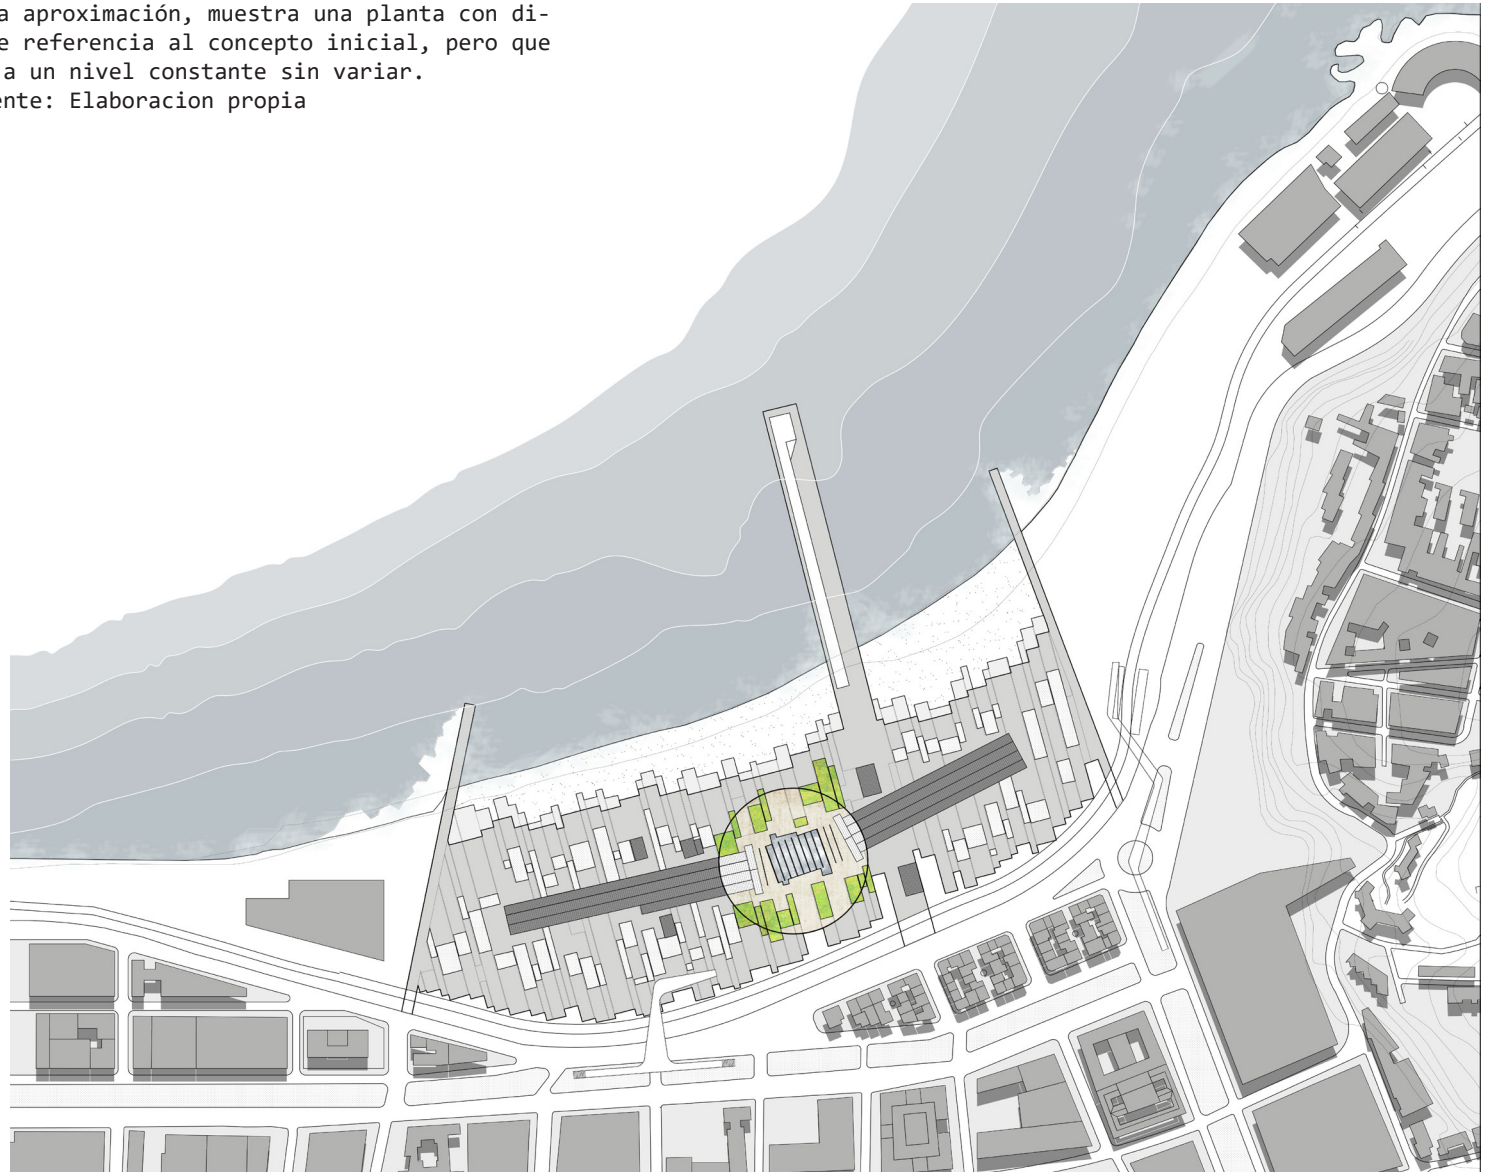 a aproximación, muestra una planta con di-
e referencia al concepto inicial, pero que
a un nivel constante sin variar.
ente: Elaboracion propia